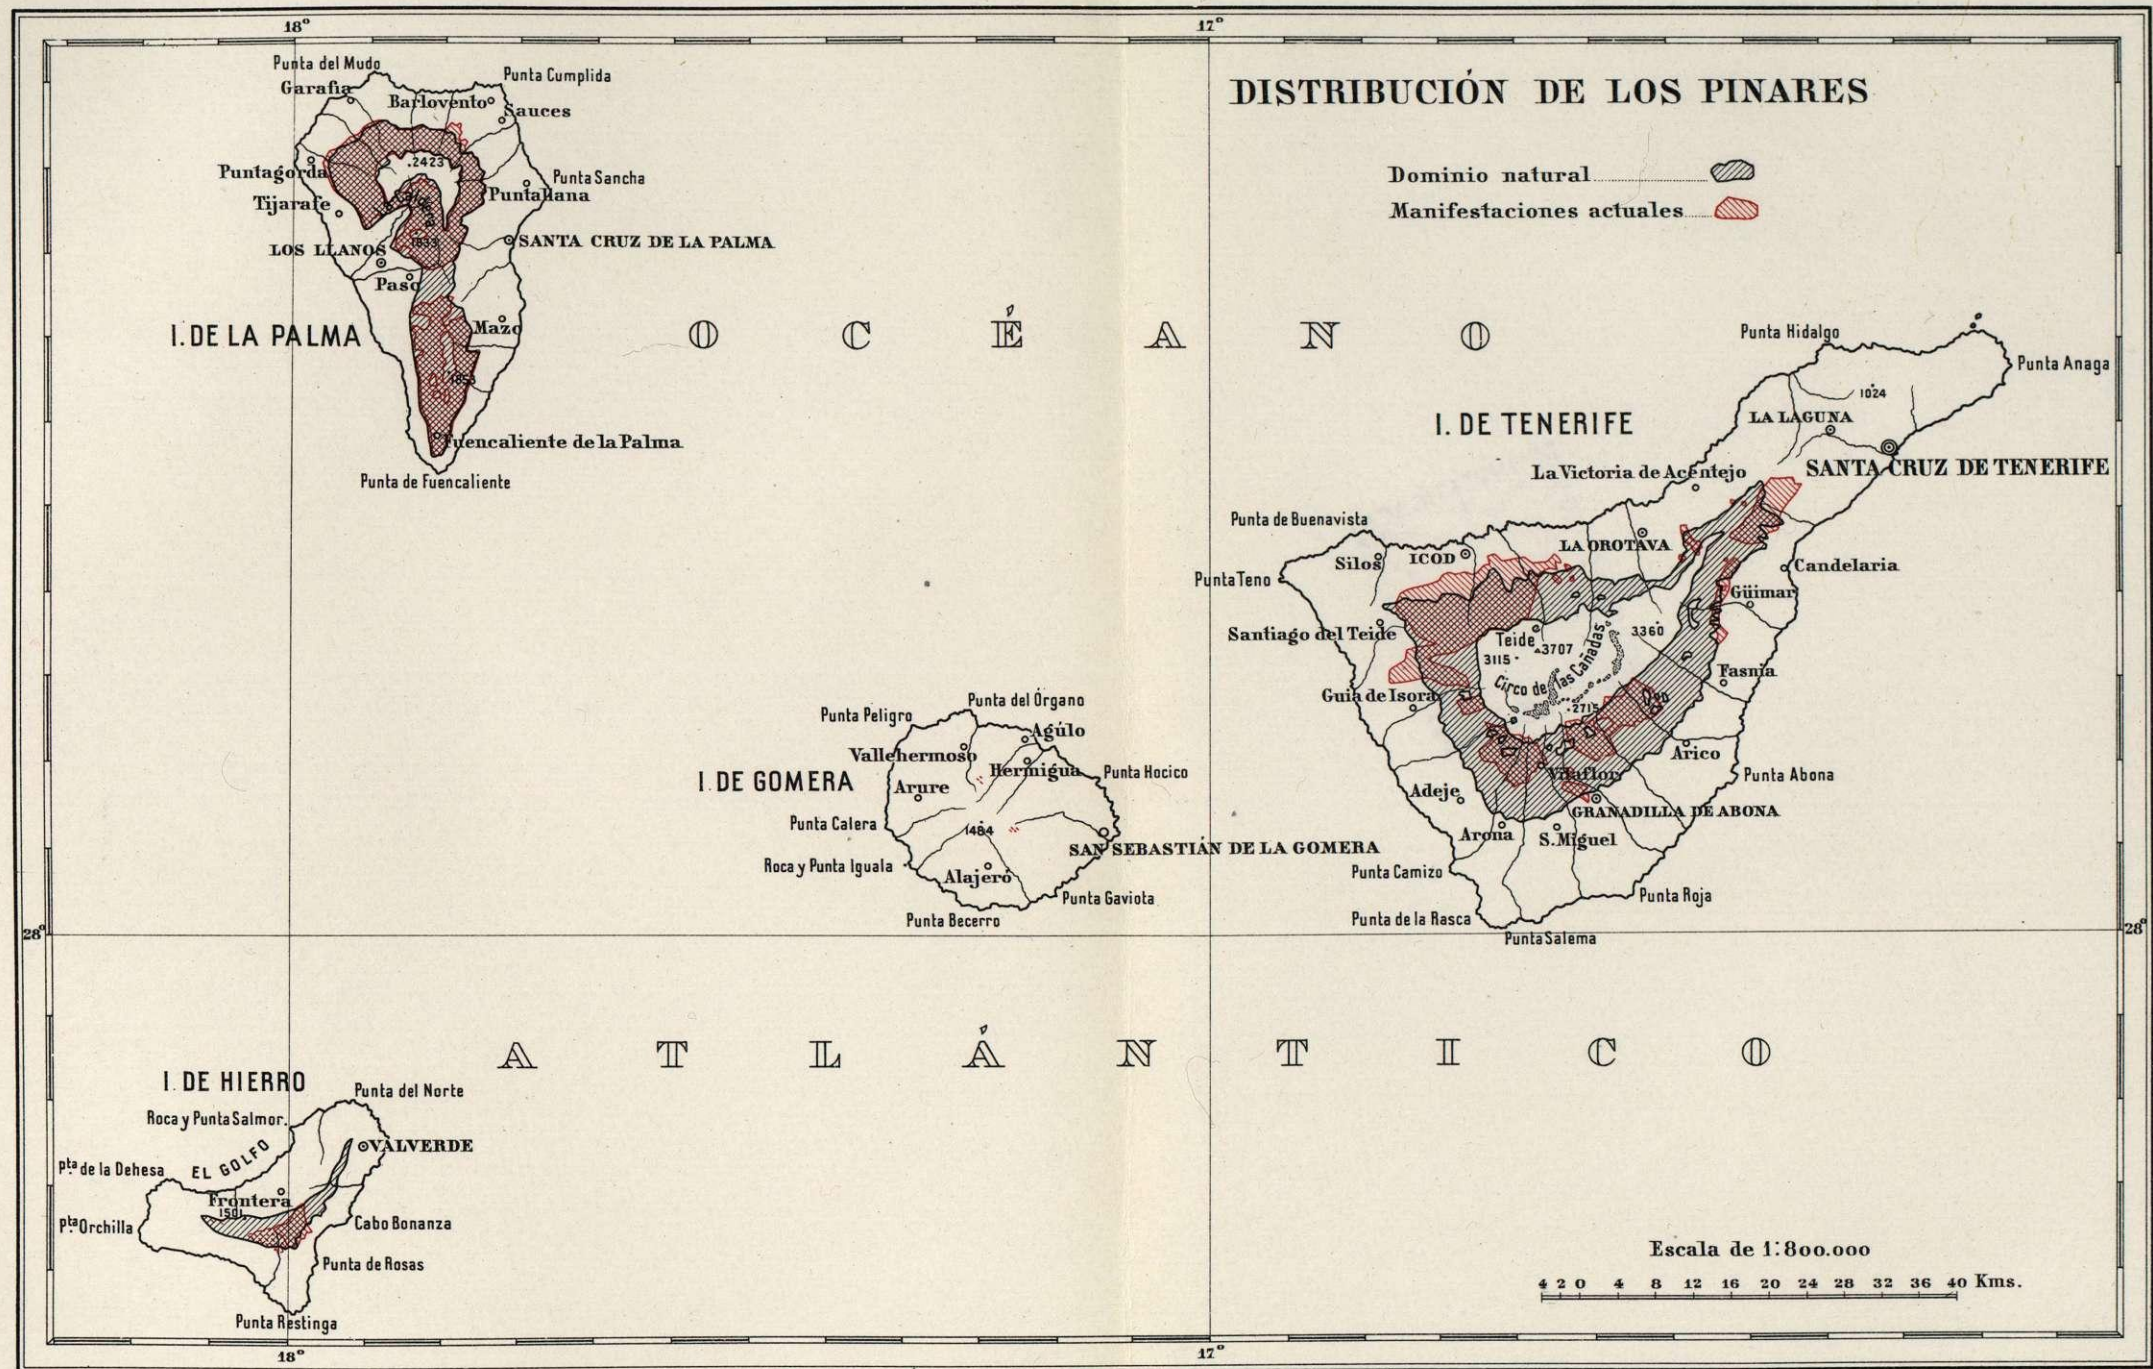 18°
17°
DISTRIBUCIÓN DE LOS PINARES
Dominio natural
Manifestaciones actuales
Punta del Mudo
Garafia
Barlovento
Punta Cumplida
Sauces
.2423
Puntagorda
Punta Sancha
Puntallana
Tijarafe
Caldera
1833
LOS LLANOS
SANTA CRUZ DE LA PALMA
Paso
I. DE LA PALMA
Mazo
1853
Fuencaliente de la Palma
Punta de Fuencaliente
OCÉANO
I. DE TENERIFE
Punta Hidalgo
Punta Anaga
1024
LA LAGUNA
SANTA CRUZ DE TENERIFE
La Victoria de Acentejo
Punta de Buenavista
Silos
ICOD
LA OROTAVA
Punta Teno
Candelaria
Güimar
Santiago del Teide
Teide
3360
3115
3707
Circo de las Cañadas
Fasnia
Guia de Isora
.2715
Arico
Vilaflor
Punta Abona
Adeje
GRANADILLA DE ABONA
Arona
S. Miguel
Punta Camizo
Punta Roja
Punta de la Rasca
Punta Salema
Punta del Órgano
Punta Peligro
Agúlo
Vallehermoso
Hermigua
Punta Hocico
I. DE GOMERA
Arure
Punta Calera
1484
SAN SEBASTIÁN DE LA GOMERA
Roca y Punta Iguala
Alajeró
Punta Gaviota
Punta Becerro
28°
28°
ATLÁNTICO
I. DE HIERRO
Punta del Norte
Roca y Punta Salmor.
EL GOLFO
VALVERDE
Pta. de la Dehesa
Frontera
1501
Pta. Orchilla
Cabo Bonanza
Punta de Rosas
Punta Restinga
Escala de 1:800.000
4 2 0 4 8 12 16 20 24 28 32 36 40 Kms.
18°
17°